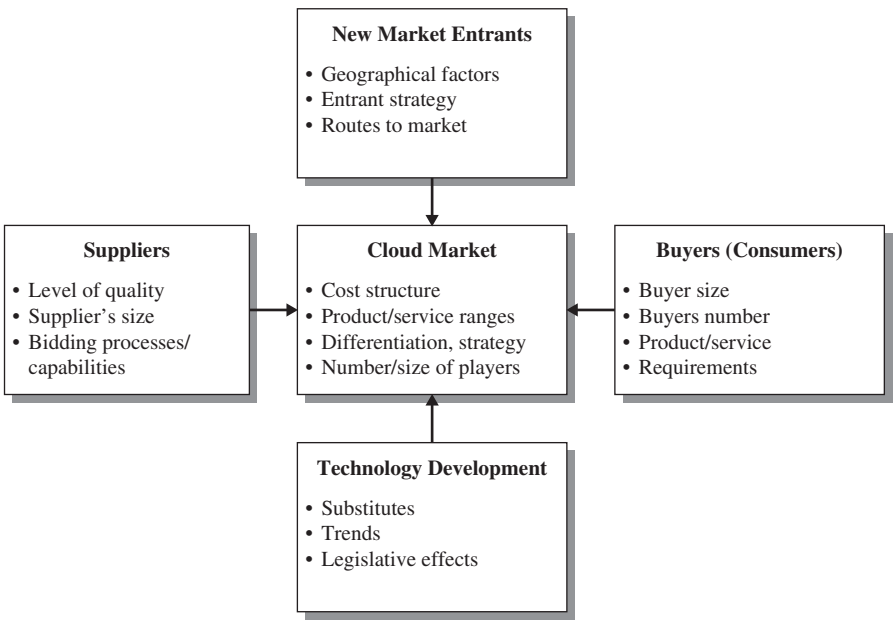 New Market Entrants
• Geographical factors
• Entrant strategy
• Routes to market
Suppliers
• Level of quality
• Supplier's size
• Bidding processes/
capabilities
Cloud Market
• Cost structure
• Product/service ranges
• Differentiation, strategy
• Number/size of players
Buyers (Consumers)
• Buyer size
• Buyers number
• Product/service
• Requirements
Technology Development
• Substitutes
• Trends
• Legislative effects